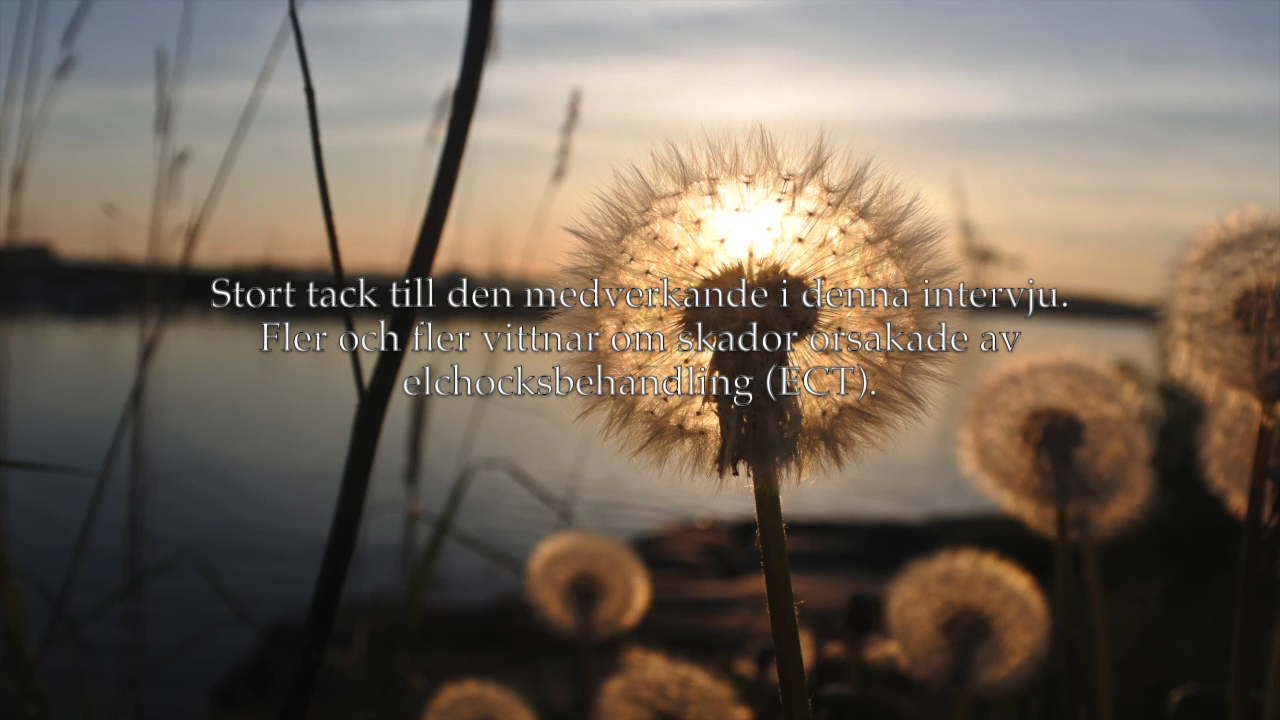 Stort tack till den medverkande i denna intervju.
Fler och fler vittnar om skador orsakade av
elchocksbehandling (ECT).